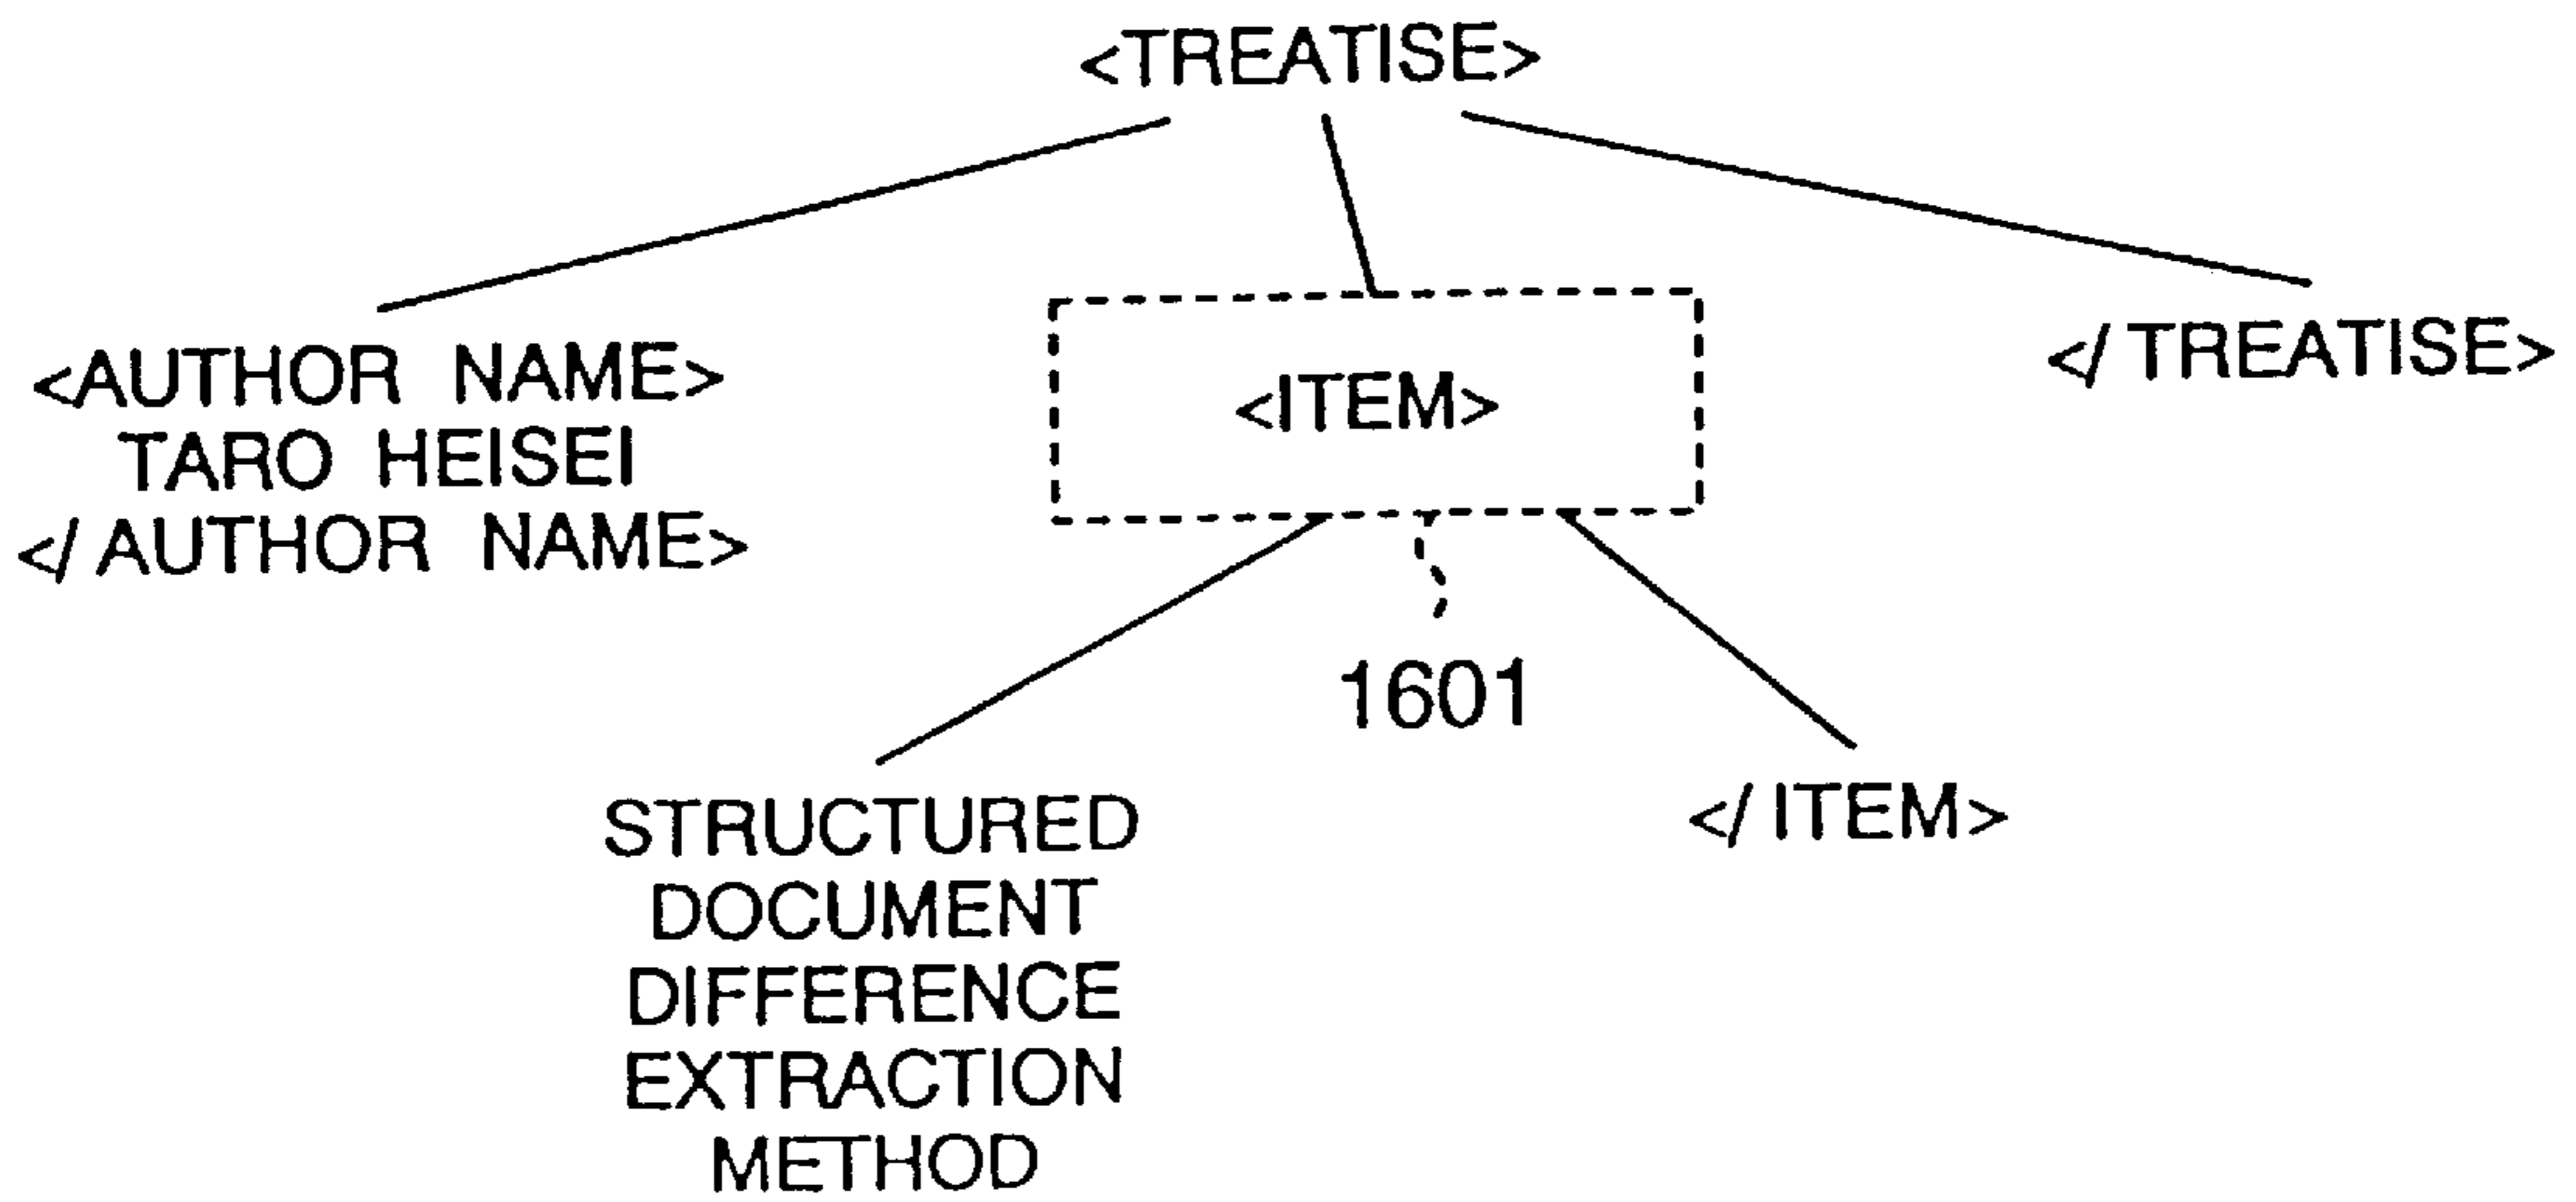 <TREATISE>
<AUTHOR NAME>
TARO HEISEI
</ AUTHOR NAME>
<ITEM>
</ TREATISE>
1601
STRUCTURED
DOCUMENT
DIFFERENCE
EXTRACTION
METHOD
</ ITEM>